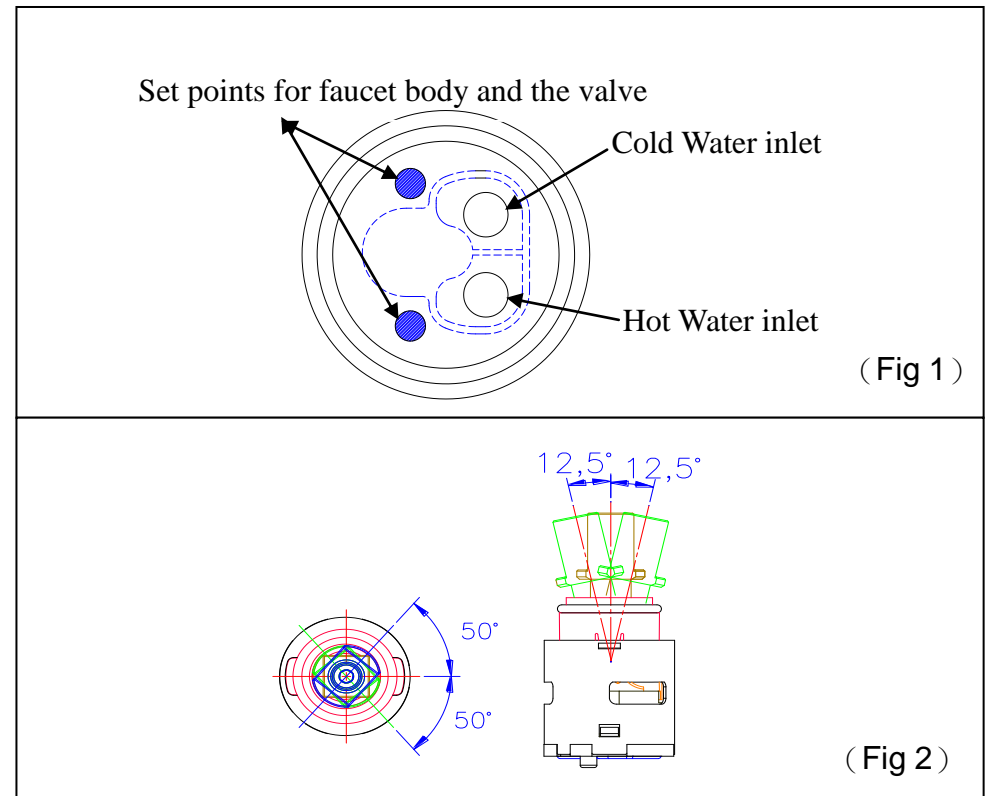 Set points for faucet body and the valve
Cold Water inlet
Hot Water inlet
（Fig 1）
12,5° 12,5°
50°
50°
（Fig 2）